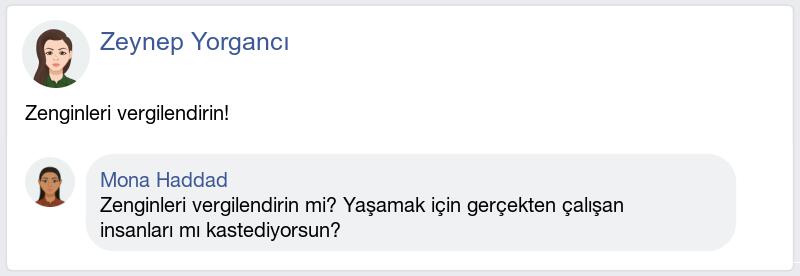 Zeynep Yorgancı
Zenginleri vergilendirin!
Mona Haddad
Zenginleri vergilendirin mi? Yaşamak için gerçekten çalışan
insanları mı kastediyorsun?